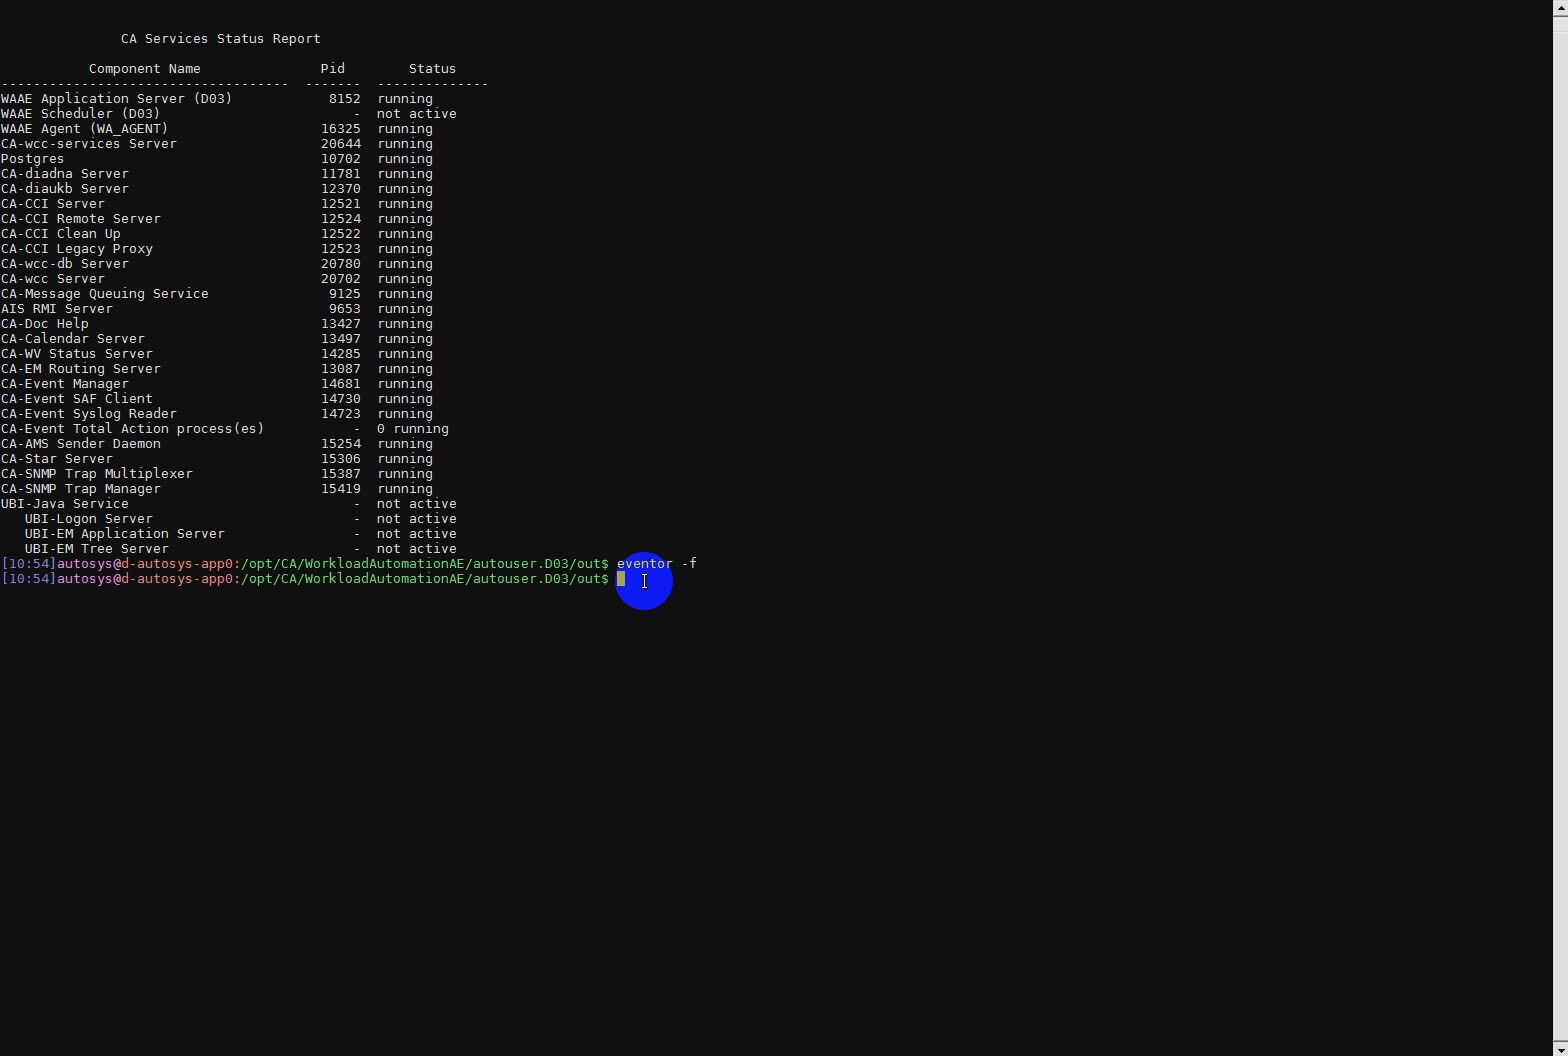 CA Services Status Report
Component Name Pid Status
------------------------------------ ------- --------------
WAAE Application Server (D03) 8152 running
WAAE Scheduler (D03) - not active
WAAE Agent (WA_AGENT) 16325 running
CA-wcc-services Server 20644 running
Postgres 10702 running
CA-diadna Server 11781 running
CA-diaukb Server 12370 running
CA-CCI Server 12521 running
CA-CCI Remote Server 12524 running
CA-CCI Clean Up 12522 running
CA-CCI Legacy Proxy 12523 running
CA-wcc-db Server 20780 running
CA-wcc Server 20702 running
CA-Message Queuing Service 9125 running
AIS RMI Server 9653 running
CA-Doc Help 13427 running
CA-Calendar Server 13497 running
CA-WV Status Server 14285 running
CA-EM Routing Server 13087 running
CA-Event Manager 14681 running
CA-Event SAF Client 14730 running
CA-Event Syslog Reader 14723 running
CA-Event Total Action process(es) - 0 running
CA-AMS Sender Daemon 15254 running
CA-Star Server 15306 running
CA-SNMP Trap Multiplexer 15387 running
CA-SNMP Trap Manager 15419 running
UBI-Java Service - not active
UBI-Logon Server - not active
UBI-EM Application Server - not active
UBI-EM Tree Server - not active
[10:54]autosys@d-autosys-app0:/opt/CA/WorkloadAutomationAE/autouser.D03/out$ eventor -f
[10:54]autosys@d-autosys-app0:/opt/CA/WorkloadAutomationAE/autouser.D03/out$